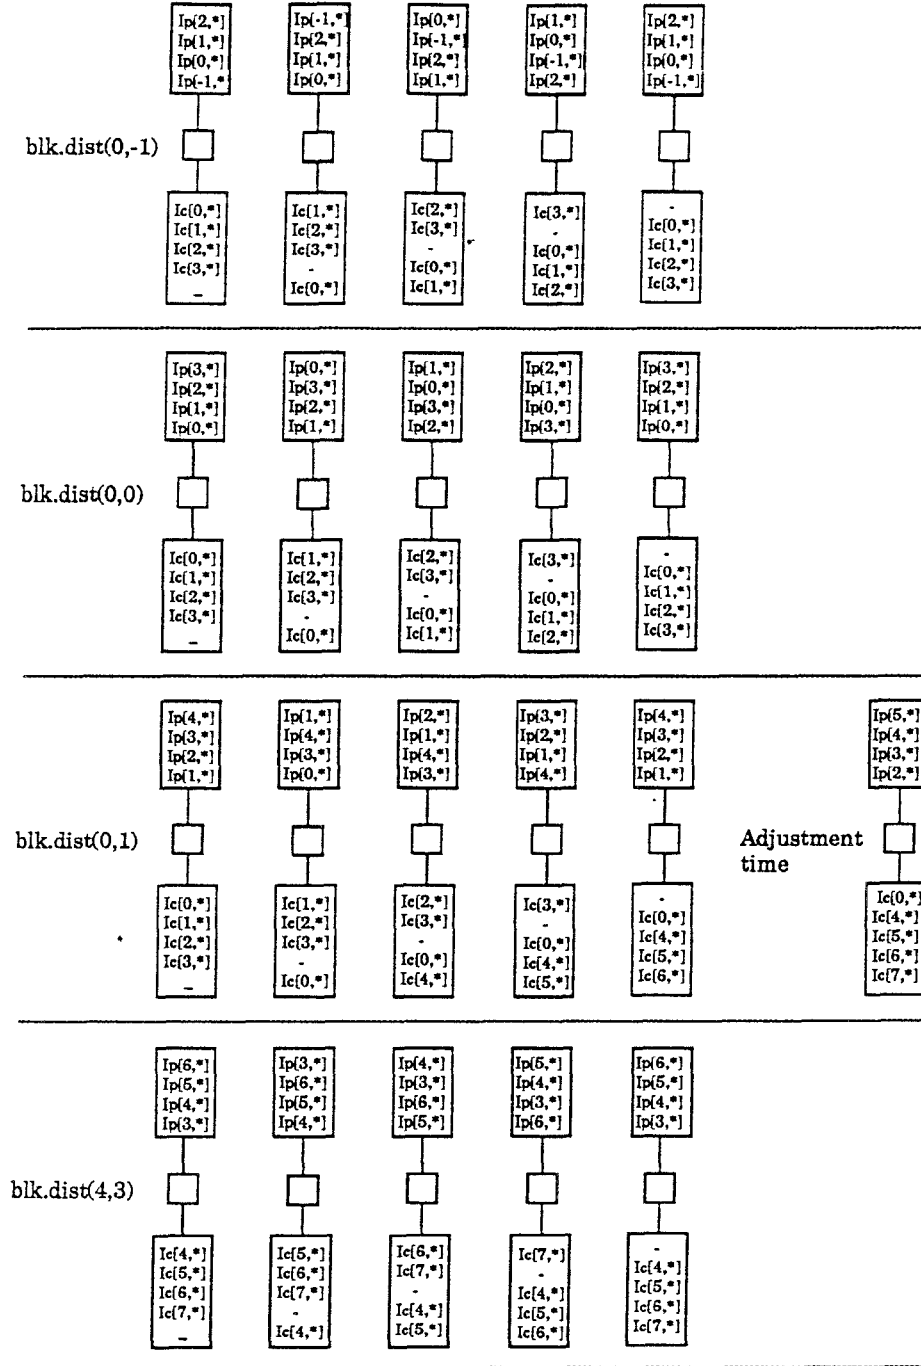 Ip[2,*]
Ip[1,*]
Ip[0,*]
Ip[-1,*
Ip[-1,*]
Ip[2,*]
Ip[1,*]
Ip[0,*]
Ip[0,*]
Ip[-1,*]
Ip[2,*]
Ip[1,*]
Ip[1,*]
Ip[0,*]
Ip[-1,*]
Ip[2,*]
Ip[2,*]
Ip[1,*]
Ip[0,*]
Ip[-1,*]
blk.dist(0,-1)
Ic[0,*]
Ic[1,*]
Ic[2,*]
Ic[3,*]
-
Ic[1,*]
Ic[2,*]
Ic[3,*]
-
Ic[0,*]
Ic[2,*]
Ic[3,*]
-
Ic[0,*]
Ic[1,*]
Ic[3,*]
-
Ic[0,*]
Ic[1,*]
Ic[2,*]
-
Ic[0,*]
Ic[1,*]
Ic[2,*]
Ic[3,*]
Ip[3,*]
Ip[2,*]
Ip[1,*]
Ip[0,*]
Ip[0,*]
Ip[3,*]
Ip[2,*]
Ip[1,*]
Ip[1,*]
Ip[0,*]
Ip[3,*]
Ip[2,*]
Ip[2,*]
Ip[1,*]
Ip[0,*]
Ip[3,*]
Ip[3,*]
Ip[2,*]
Ip[1,*]
Ip[0,*]
blk.dist(0,0)
Ic[0,*]
Ic[1,*]
Ic[2,*]
Ic[3,*]
-
Ic[1,*]
Ic[2,*]
Ic[3,*]
-
Ic[0,*]
Ic[2,*]
Ic[3,*]
-
Ic[0,*]
Ic[1,*]
Ic[3,*]
-
Ic[0,*]
Ic[1,*]
Ic[2,*]
-
Ic[0,*]
Ic[1,*]
Ic[2,*]
Ic[3,*]
Ip[4,*]
Ip[3,*]
Ip[2,*]
Ip[1,*]
Ip[1,*]
Ip[4,*]
Ip[3,*]
Ip[0,*]
Ip[2,*]
Ip[1,*]
Ip[4,*]
Ip[3,*]
Ip[3,*]
Ip[2,*]
Ip[1,*]
Ip[4,*]
Ip[4,*]
Ip[3,*]
Ip[2,*]
Ip[1,*]
Ip[5,*]
Ip[4,*]
Ip[3,*]
Ip[2,*]
blk.dist(0,1)
Adjustment
time
Ic[0,*]
Ic[1,*]
Ic[2,*]
Ic[3,*]
-
Ic[1,*]
Ic[2,*]
Ic[3,*]
-
Ic[0,*]
Ic[2,*]
Ic[3,*]
-
Ic[0,*]
Ic[4,*]
Ic[3,*]
-
Ic[0,*]
Ic[4,*]
Ic[5,*]
-
Ic[0,*]
Ic[4,*]
Ic[5,*]
Ic[6,*]
Ic[0,*]
Ic[4,*]
Ic[5,*]
Ic[6,*]
Ic[7,*]
Ip[6,*]
Ip[5,*]
Ip[4,*]
Ip[3,*]
Ip[3,*]
Ip[6,*]
Ip[5,*]
Ip[4,*]
Ip[4,*]
Ip[3,*]
Ip[6,*]
Ip[5,*]
Ip[5,*]
Ip[4,*]
Ip[3,*]
Ip[6,*]
Ip[6,*]
Ip[5,*]
Ip[4,*]
Ip[3,*]
blk.dist(4,3)
Ic[4,*]
Ic[5,*]
Ic[6,*]
Ic[7,*]
-
Ic[5,*]
Ic[6,*]
Ic[7,*]
-
Ic[4,*]
Ic[6,*]
Ic[7,*]
-
Ic[4,*]
Ic[5,*]
Ic[7,*]
-
Ic[4,*]
Ic[5,*]
Ic[6,*]
-
Ic[4,*]
Ic[5,*]
Ic[6,*]
Ic[7,*]